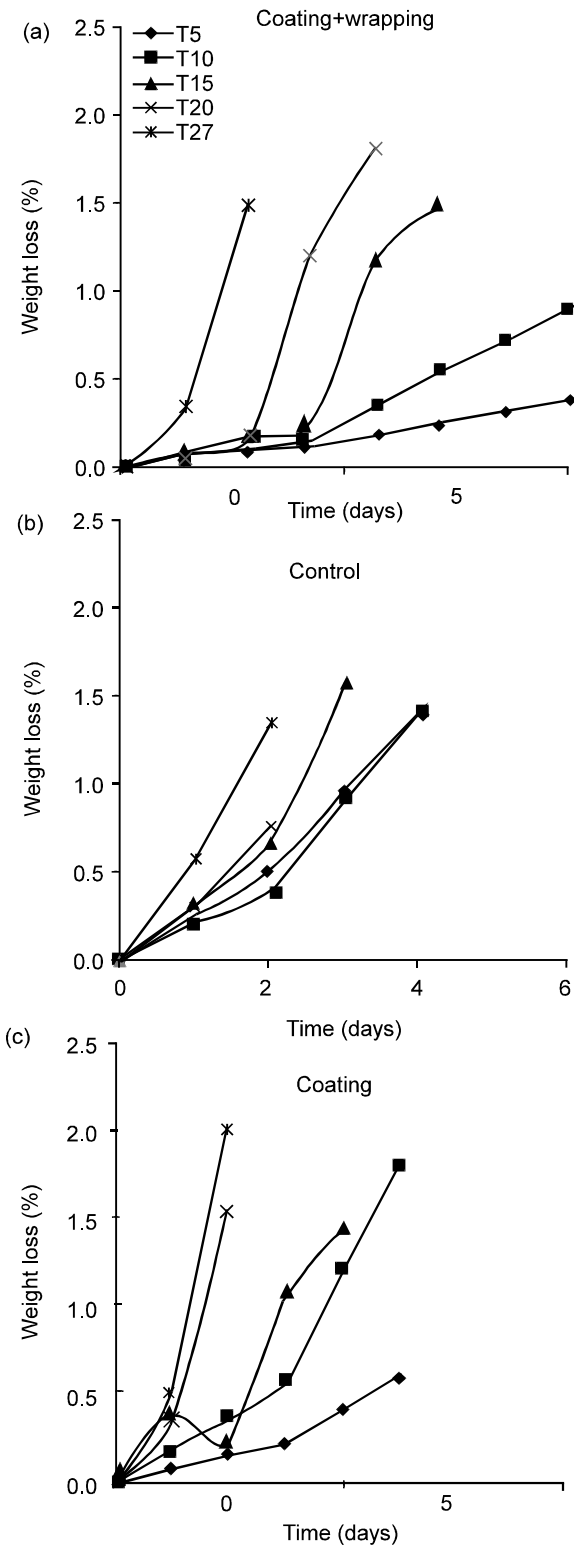 (a)
Coating+wrapping
2.5
T5
T10
T15
T20
T27
2.0
1.5
1.0
0.5
0.0
Weight loss (%)
0 5
Time (days)
(b)
2.5
Control
2.0
1.5
1.0
0.5
0.0
Weight loss (%)
0 2 4 6
Time (days)
(c)
2.5
Coating
2.0
1.5
1.0
0.5
0.0
Weight loss (%)
0 5
Time (days)